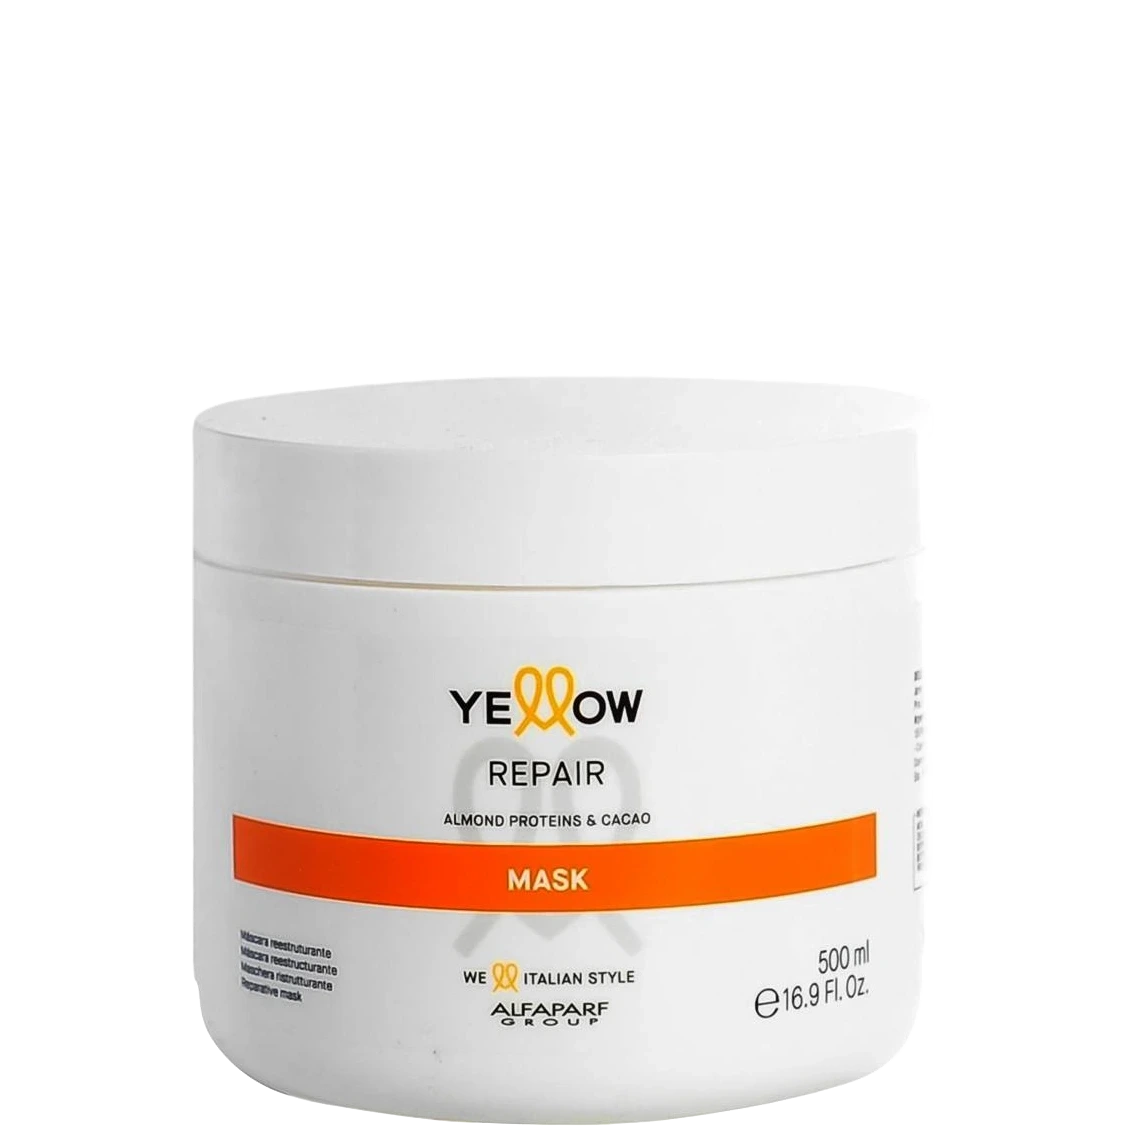 YELLOW
REPAIR
ALMOND PROTEINS & CACAO
MASK
Máscara reestruturante
Máscara reestructurante
Maschera ristrutturante
Reparative mask
WE ITALIAN STYLE
ALFAPARF
GROUP
500 ml
e 16.9 Fl. Oz.